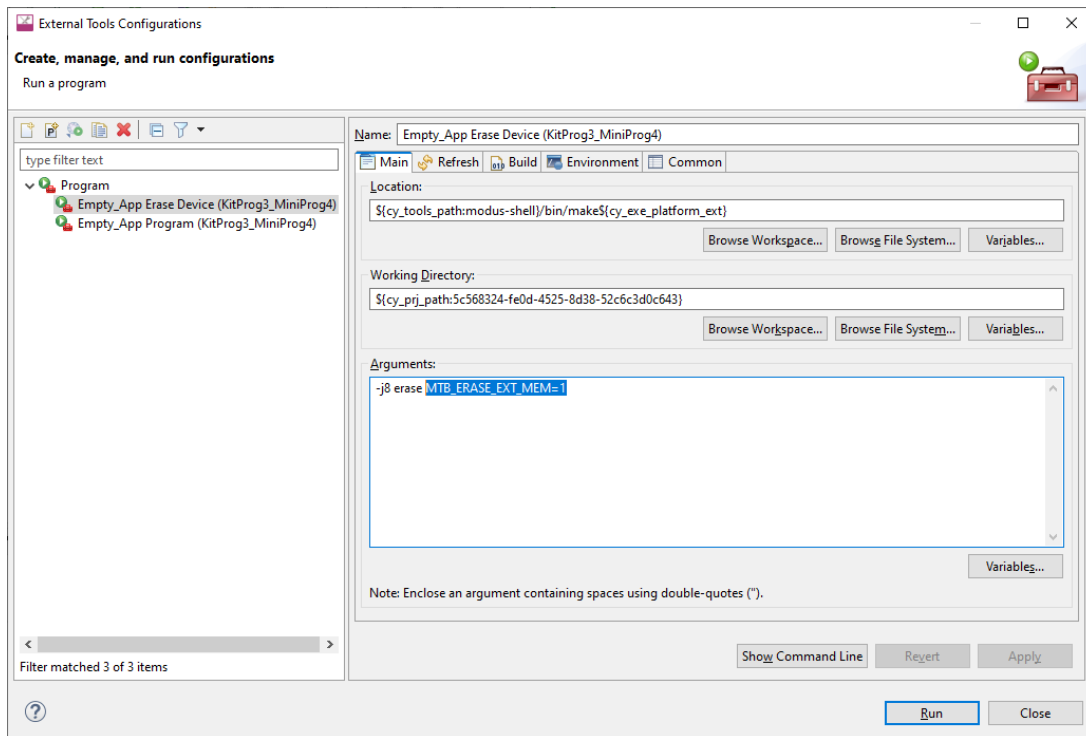 External Tools Configurations
Create, manage, and run configurations
Run a program
type filter text
Program
Empty_App Erase Device (KitProg3_MiniProg4)
Empty_App Program (KitProg3_MiniProg4)
Filter matched 3 of 3 items
Name: Empty_App Erase Device (KitProg3_MiniProg4)
Main Refresh Build Environment Common
Location:
${cy_tools_path:modus-shell}/bin/make${cy_exe_platform_ext}
Browse Workspace... Browse File System... Variables...
Working Directory:
${cy_prj_path:5c568324-fe0d-4525-8d38-52c6c3d0c643}
Browse Workspace... Browse File System... Variables...
Arguments:
-j8 erase MTB_ERASE_EXT_MEM=1
Variables...
Note: Enclose an argument containing spaces using double-quotes (").
Show Command Line Revert Apply
Run Close